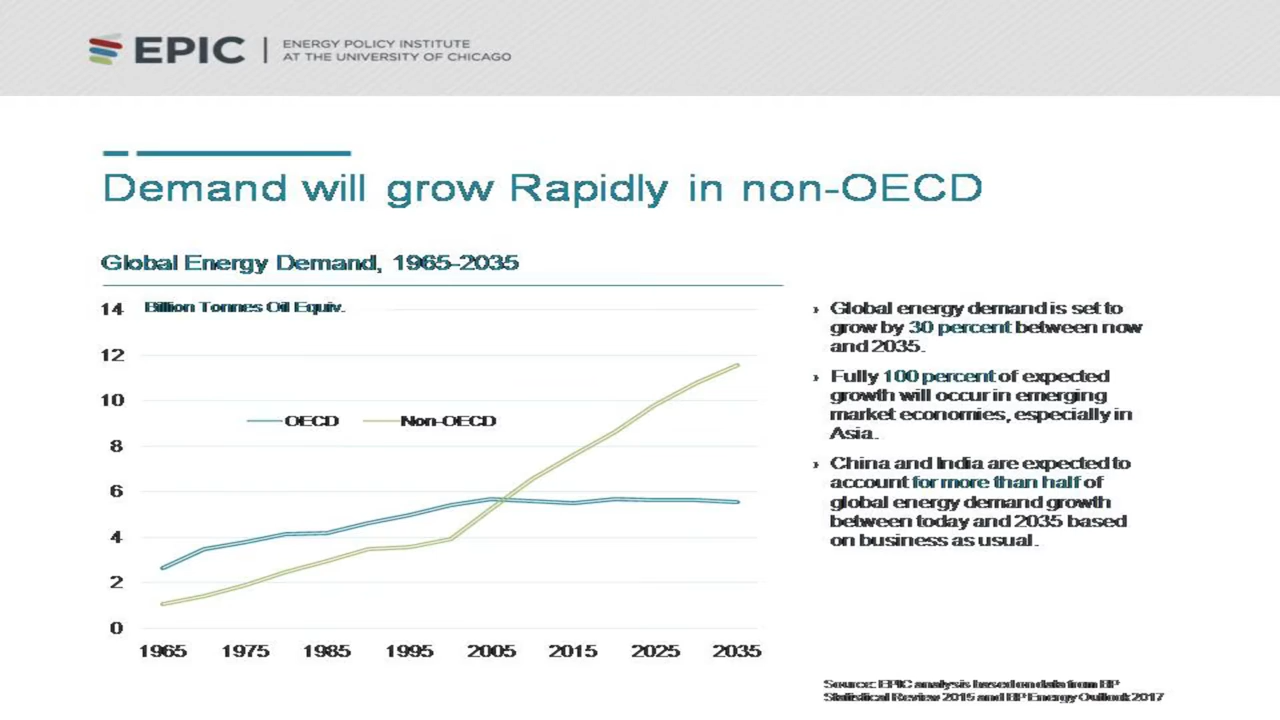 EPIC
ENERGY POLICY INSTITUTE
AT THE UNIVERSITY OF CHICAGO
Demand will grow Rapidly in non-OECD
Global Energy Demand, 1965-2035
Billion Tonnes Oil Equiv.
14
12
10
8
6
4
2
0
OECD
Non-OECD
1965 1975 1985 1995 2005 2015 2025 2035
› Global energy demand is set to
grow by 30 percent between now
and 2035.
› Fully 100 percent of expected
growth will occur in emerging
market economies, especially in
Asia.
› China and India are expected to
account for more than half of
global energy demand growth
between today and 2035 based
on business as usual.
Source: EPIC analysis based on data from BP
Statistical Review 2015 and BP Energy Outlook 2017